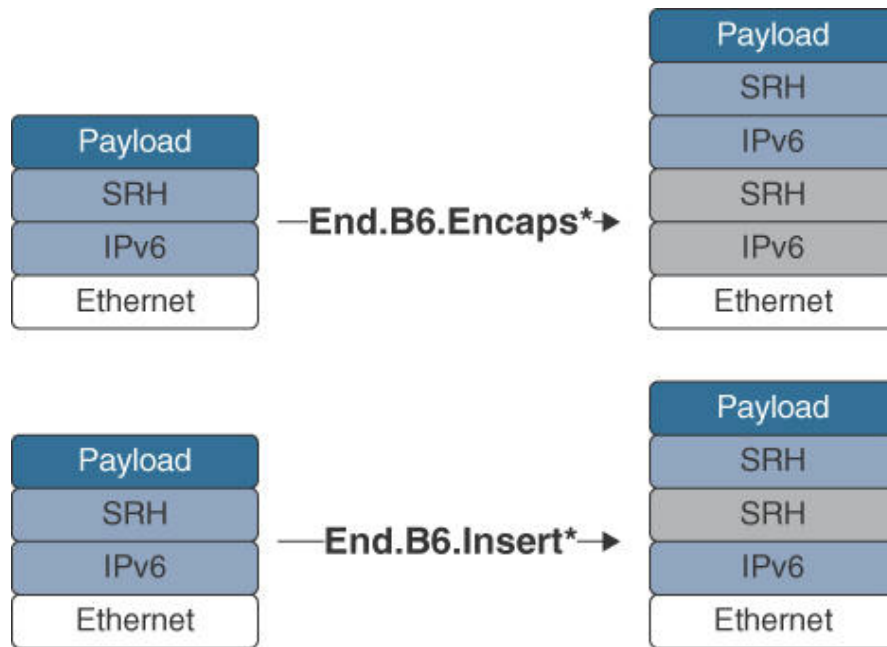 Payload
SRH
IPv6
Ethernet
End.B6.Encaps*
Payload
SRH
IPv6
SRH
IPv6
Ethernet
Payload
SRH
IPv6
Ethernet
End.B6.Insert*
Payload
SRH
SRH
IPv6
Ethernet